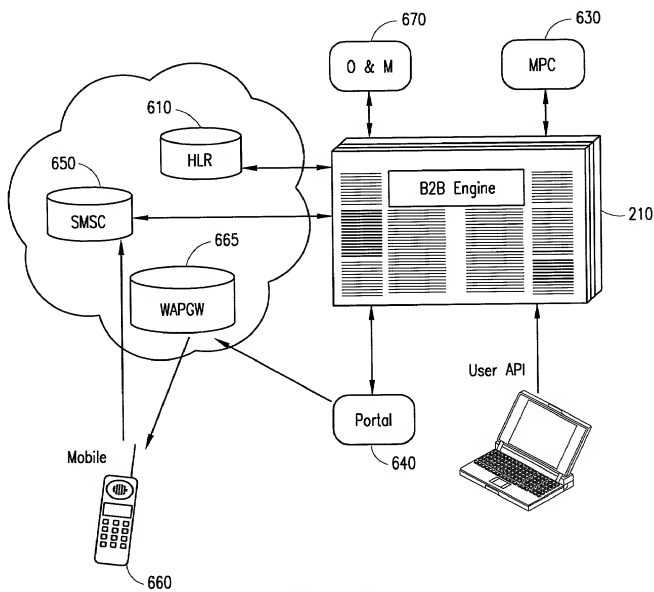 670
630
O & M
MPC
610
HLR
650
SMSC
B2B Engine
210
665
WAPGW
User API
Portal
640
Mobile
660